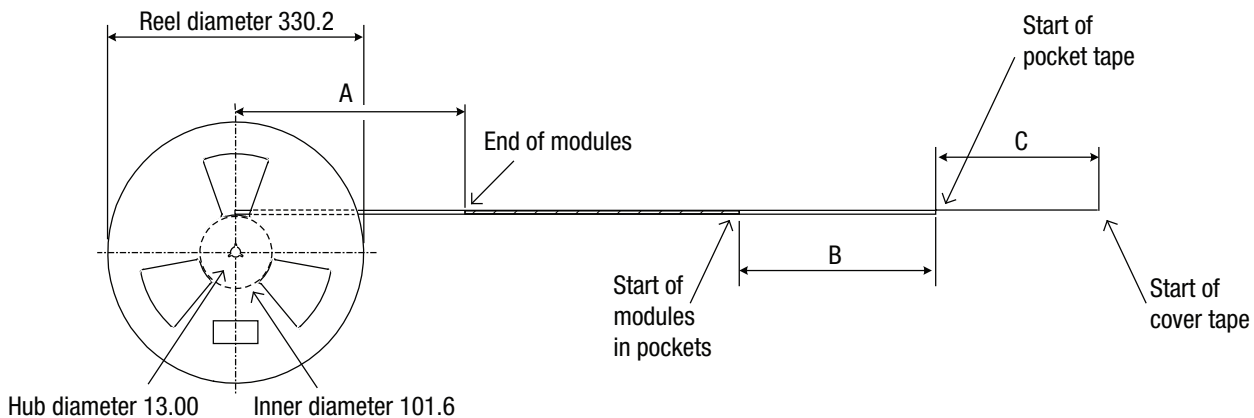 Reel diameter 330.2
Start of
pocket tape
A
End of modules
C
B
Start of
modules
in pockets
Start of
cover tape
Hub diameter 13.00
Inner diameter 101.6